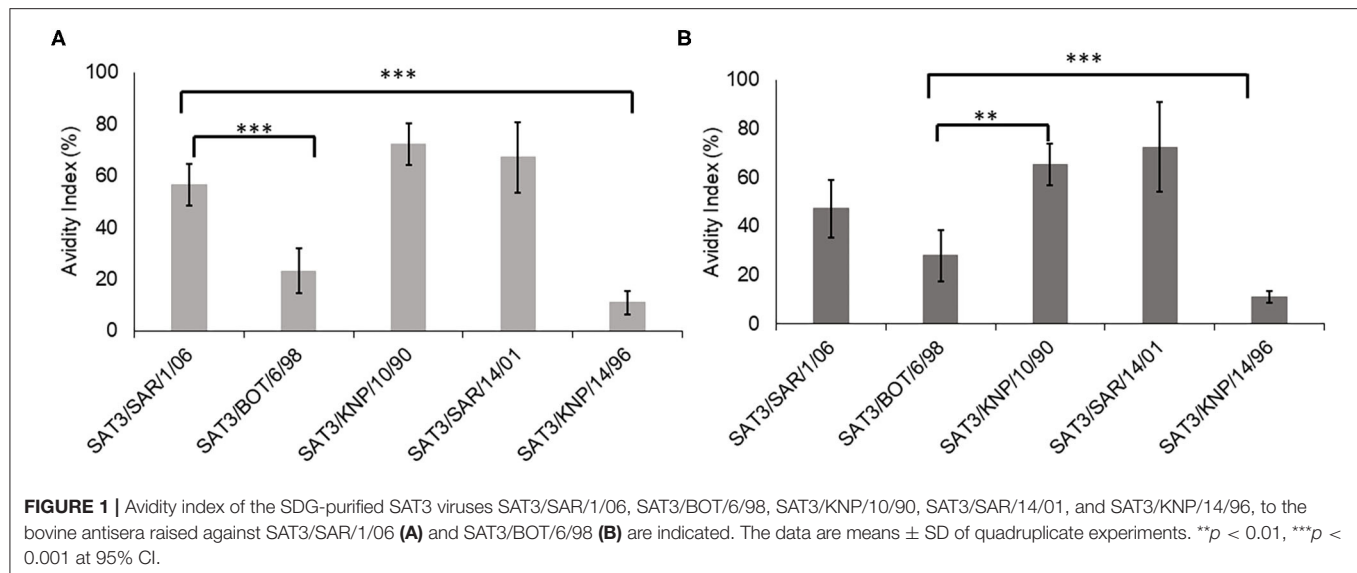 A
B
***
***
***
**
100
80
60
40
20
0
Avidity Index (%)
SAT3/SAR/1/06
SAT3/BOT/6/98
SAT3/KNP/10/90
SAT3/SAR/14/01
SAT3/KNP/14/96
100
80
60
40
20
0
Avidity Index (%)
SAT3/SAR/1/06
SAT3/BOT/6/98
SAT3/KNP/10/90
SAT3/SAR/14/01
SAT3/KNP/14/96
FIGURE 1 | Avidity index of the SDG-purified SAT3 viruses SAT3/SAR/1/06, SAT3/BOT/6/98, SAT3/KNP/10/90, SAT3/SAR/14/01, and SAT3/KNP/14/96, to the
bovine antisera raised against SAT3/SAR/1/06 (A) and SAT3/BOT/6/98 (B) are indicated. The data are means ± SD of quadruplicate experiments. **p < 0.01, ***p <
0.001 at 95% CI.